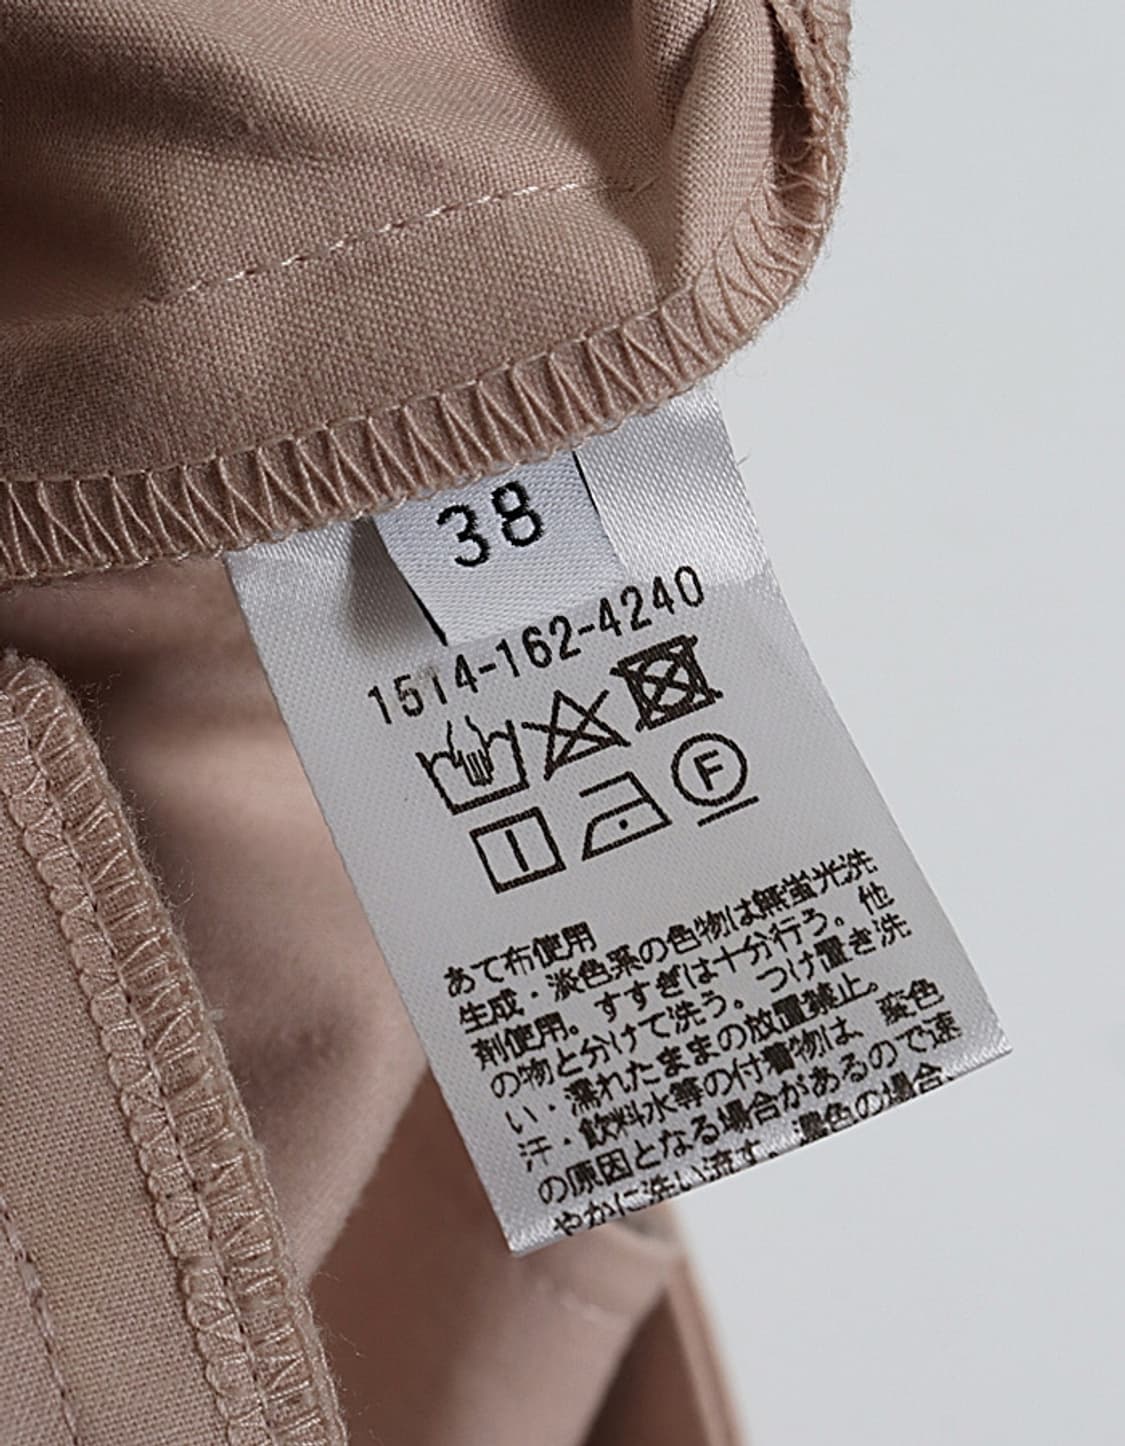 38
1514-162-4240
F
あて布使用
生成・淡色系の色物は無蛍光洗
剤使用。すすぎは十分行う。他
の物と分けて洗う。つけ置き洗
い・濡れたままの放置禁止。
汗・飲料水等の付着物は、変色
の原因となる場合があるので速
やかに洗い流す。濃色の場合、